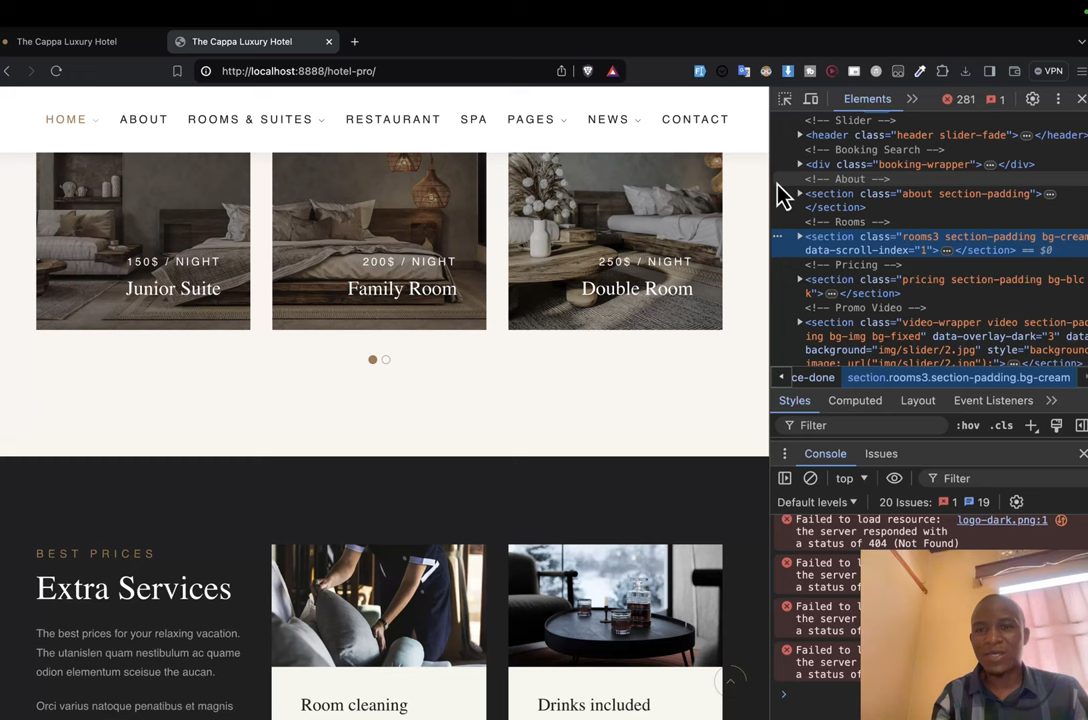 The Cappa Luxury Hotel
The Cappa Luxury Hotel
http://localhost:8888/hotel-pro/
VPN
HOME ABOUT ROOMS & SUITES RESTAURANT SPA PAGES NEWS CONTACT
150$ / NIGHT
Junior Suite
200$ / NIGHT
Family Room
250$ / NIGHT
Double Room
BEST PRICES
Extra Services
The best prices for your relaxing vacation.
The utanislen quam nestibulum ac quame
odion elementum sceisue the aucan.
Orci varius natoque penatibus et magnis
Room cleaning
Drinks included
Elements
281
1
<!-- Slider -->
<header class="header slider-fade"> </header>
<!-- Booking Search -->
<div class="booking-wrapper"> </div>
<!-- About -->
<section class="about section-padding">
</section>
<!-- Rooms -->
<section class="rooms3 section-padding bg-cream
data-scroll-index="1"> </section> == $0
<!-- Pricing -->
<section class="pricing section-padding bg-blc
k"> </section>
<!-- Promo Video -->
<section class="video-wrapper video section-pad
ing bg-img bg-fixed" data-overlay-dark="3" data
background="img/slider/2.jpg" style="background
image: url("img/slider/2.jpg");"> </section>
ce-done section.rooms3.section-padding.bg-cream
Styles Computed Layout Event Listeners
Filter
:hov .cls
Console Issues
top
Filter
Default levels 20 Issues: 1 19
Failed to load resource: logo-dark.png:1
the server responded with
a status of 404 (Not Found)
Failed to l
the server
a status of
Failed to l
the server
a status of
Failed to l
the server
a status of